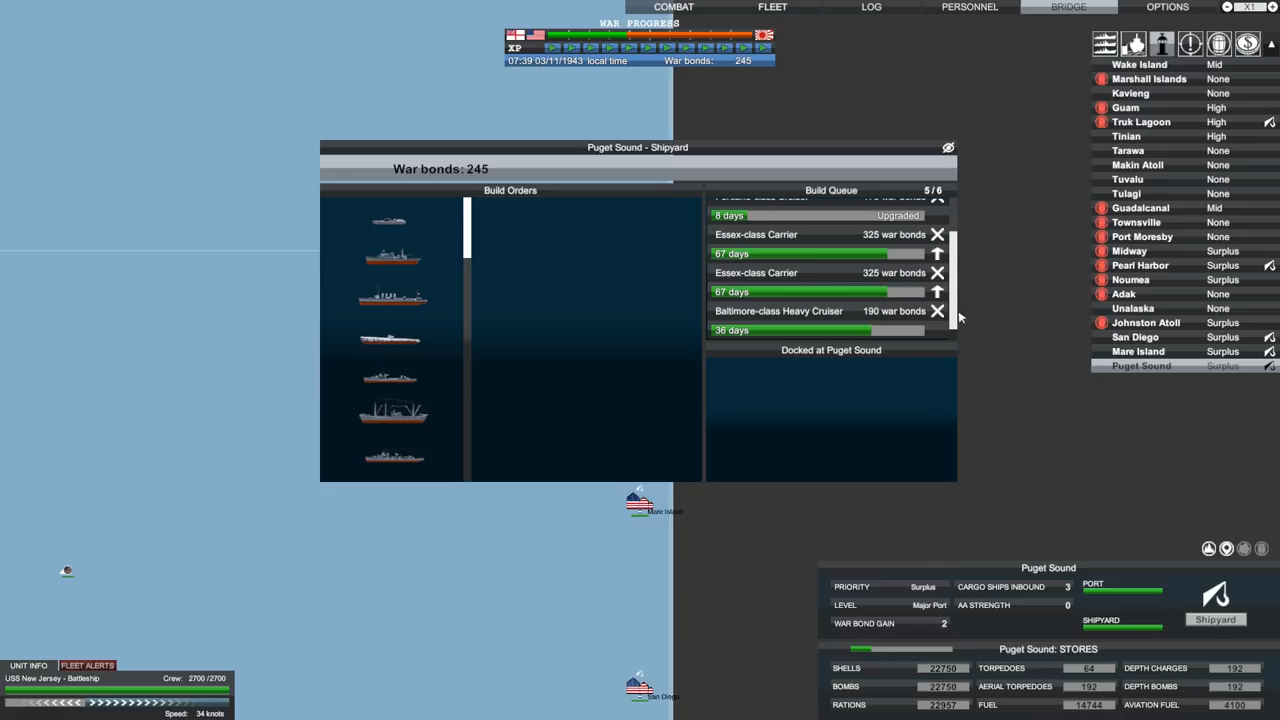 COMBAT FLEET LOG PERSONNEL BRIDGE OPTIONS X1
WAR PROGRESS
XP
07:39 03/11/1943 local time War bonds: 245
Wake Island Mid
Marshall Islands None
Kavieng None
Guam High
Truk Lagoon High
Tinian High
Tarawa None
Makin Atoll None
Tuvalu None
Tulagi None
Guadalcanal Mid
Townsville None
Port Moresby None
Midway Surplus
Pearl Harbor Surplus
Noumea Surplus
Adak None
Unalaska None
Johnston Atoll Surplus
San Diego Surplus
Mare Island Surplus
Puget Sound Surplus
Puget Sound - Shipyard
War bonds: 245
Build Orders
Build Queue 5 / 6
8 days Upgraded
Essex-class Carrier 325 war bonds
67 days
Essex-class Carrier 325 war bonds
67 days
Baltimore-class Heavy Cruiser 190 war bonds
36 days
Docked at Puget Sound
Mare Island
San Diego
Puget Sound
PRIORITY Surplus CARGO SHIPS INBOUND 3 PORT
LEVEL Major Port AA STRENGTH 0
WAR BOND GAIN 2 SHIPYARD
Shipyard
Puget Sound: STORES
SHELLS 22750 TORPEDOES 64 DEPTH CHARGES 192
BOMBS 22750 AERIAL TORPEDOES 192 DEPTH BOMBS 192
RATIONS 22957 FUEL 14744 AVIATION FUEL 4100
UNIT INFO FLEET ALERTS
USS New Jersey - Battleship Crew: 2700 /2700
Speed: 34 knots